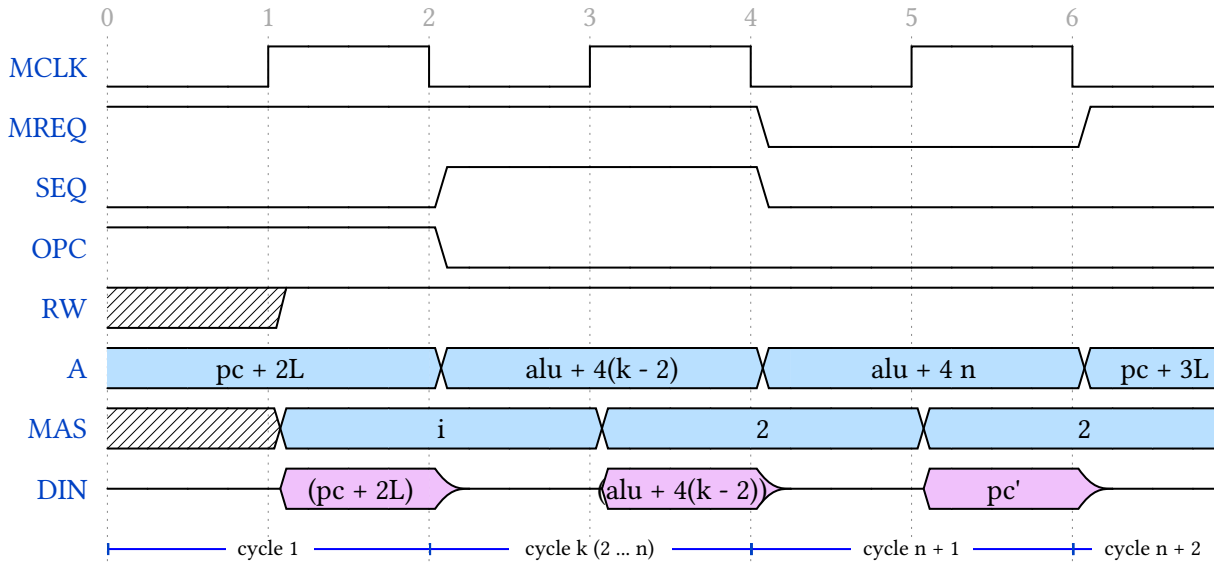 0 1 2 3 4 5 6
MCLK
MREQ
SEQ
OPC
RW
A pc + 2L alu + 4(k - 2) alu + 4 n pc + 3L
MAS i 2 2
DIN (pc + 2L) (alu + 4(k - 2)) pc'
cycle 1 cycle k (2 ... n) cycle n + 1 cycle n + 2